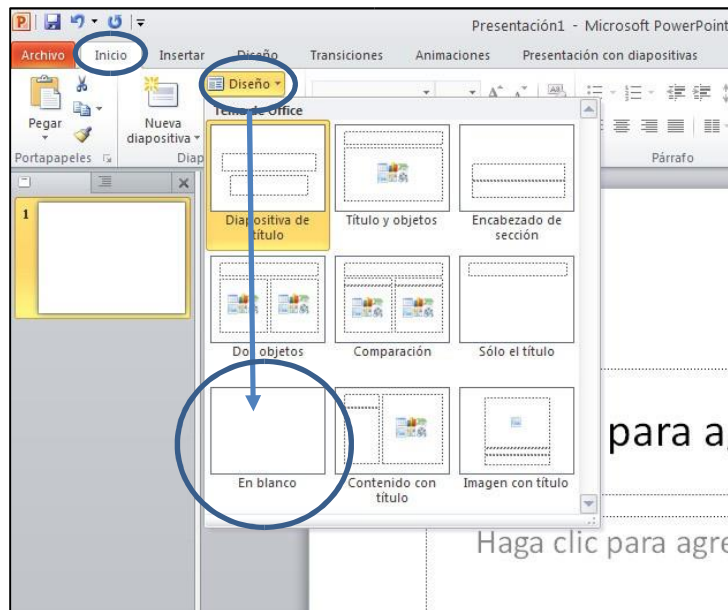 Presentación1 - Microsoft PowerPoint
Archivo Inicio Insertar Diseño Transiciones Animaciones Presentación con diapositivas
Pegar
Nueva
diapositiva
Diseño
Portapapeles
Diap
Párrafo
Tema de Office
1
Diapositiva de
título
Título y objetos
Encabezado de
sección
Dos objetos
Comparación
Sólo el título
En blanco
Contenido con
título
Imagen con título
para a
Haga clic para agre